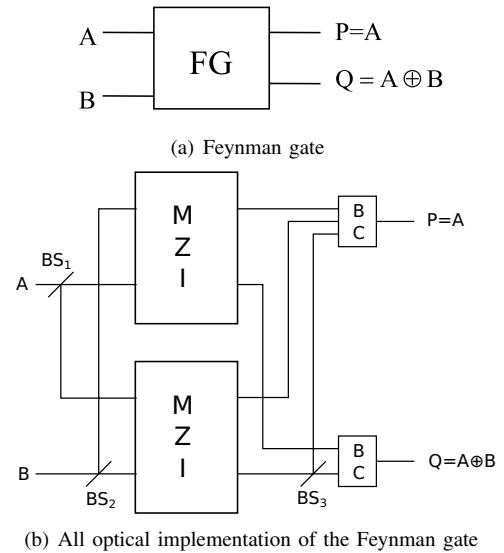 A
B
FG
P=A
Q = A ⊕ B
(a) Feynman gate
M
Z
I
B
C
P=A
BS₁
A
M
Z
I
B
BS₂
BS₃
B
C
Q=A⊕B
(b) All optical implementation of the Feynman gate